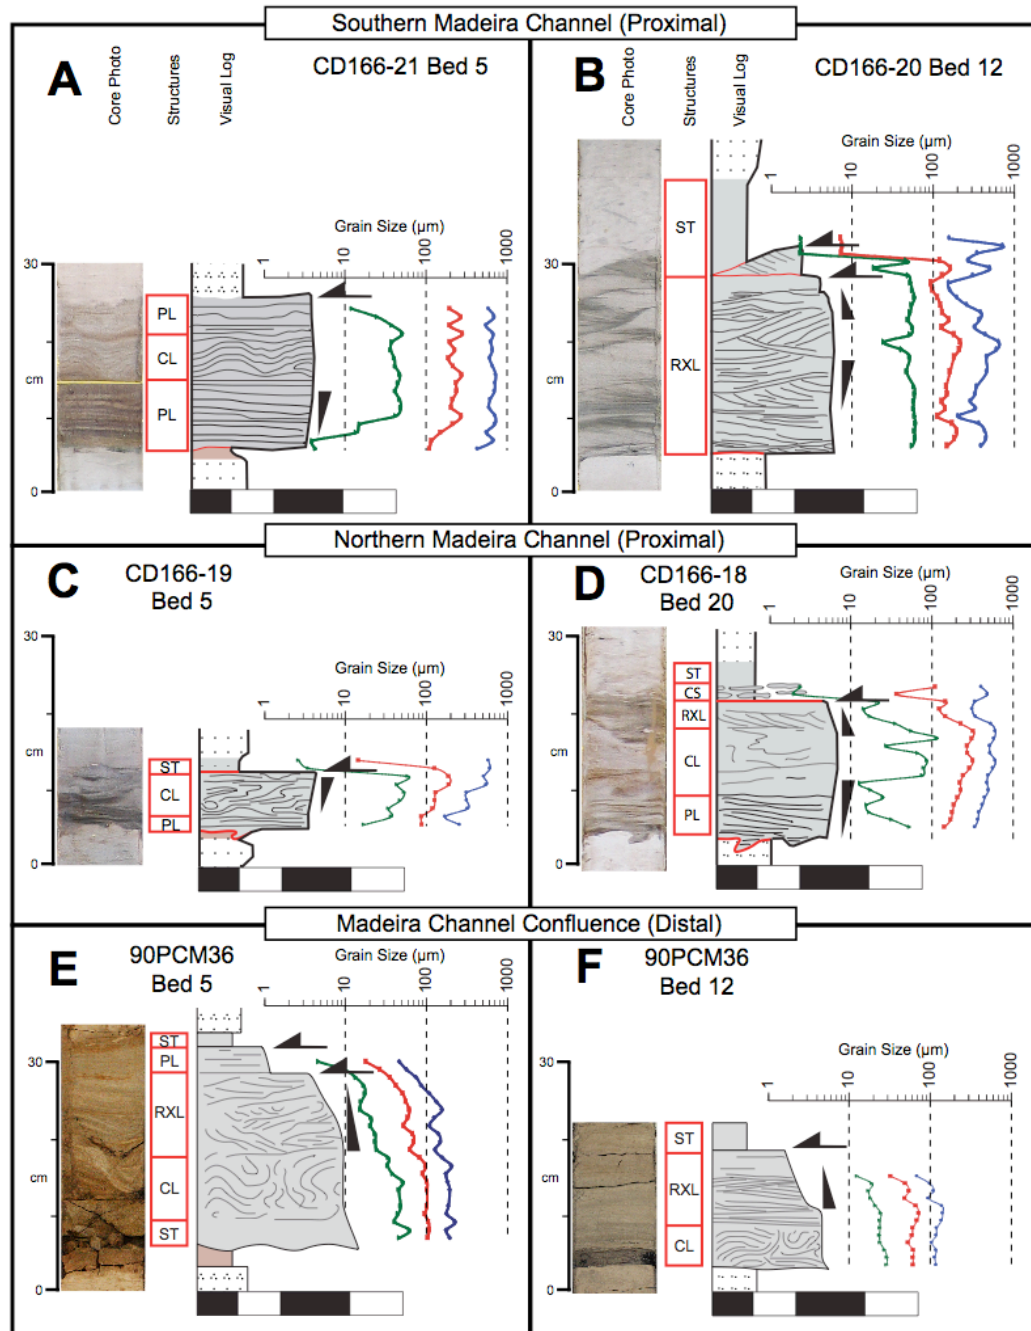 Southern Madeira Channel (Proximal)
A
Core Photo
Structures
Visual Log
CD166-21 Bed 5
Grain Size (µm)
1
10
100
1000
30
cm
0
PL
CL
PL
B
Core Photo
Structures
Visual Log
CD166-20 Bed 12
Grain Size (µm)
1
10
100
1000
30
cm
0
ST
RXL
Northern Madeira Channel (Proximal)
C
CD166-19
Bed 5
Grain Size (µm)
1
10
100
1000
30
cm
0
ST
CL
PL
D
CD166-18
Bed 20
Grain Size (µm)
1
10
100
1000
30
cm
0
ST
CS
RXL
CL
PL
Madeira Channel Confluence (Distal)
E
90PCM36
Bed 5
Grain Size (µm)
1
10
100
1000
30
cm
0
ST
PL
RXL
CL
ST
F
90PCM36
Bed 12
Grain Size (µm)
1
10
100
1000
30
cm
0
ST
RXL
CL